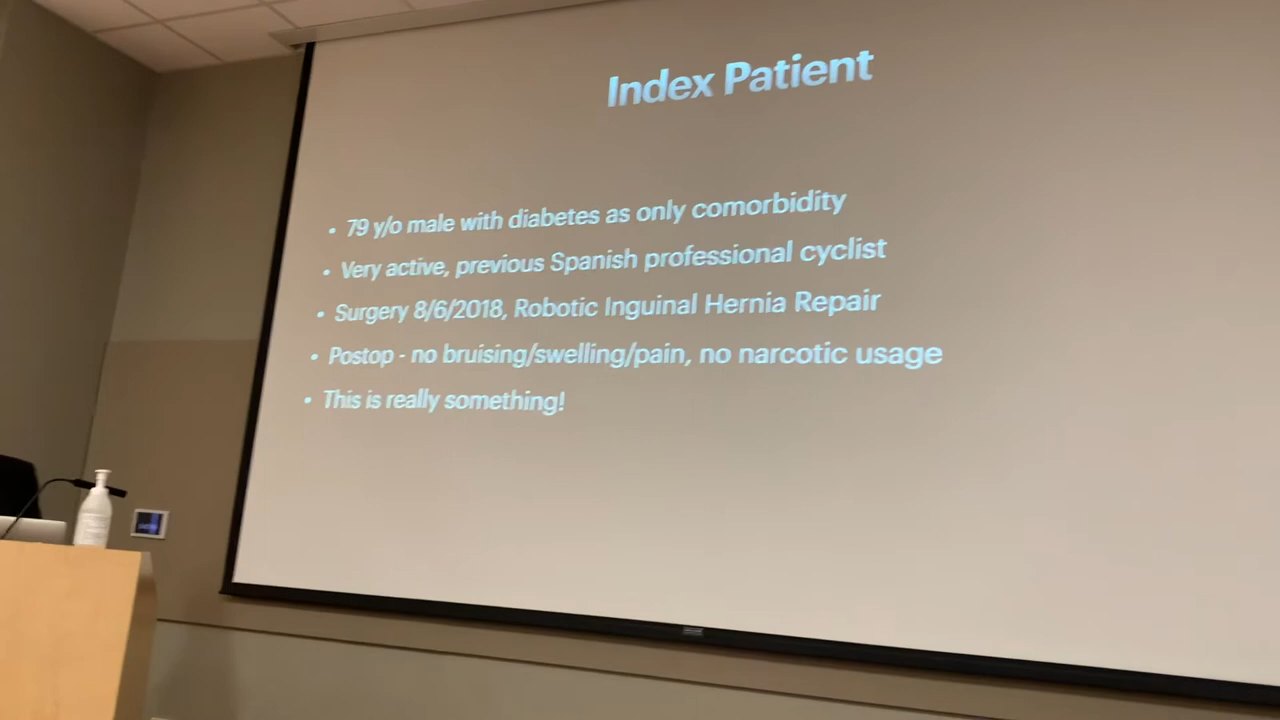 Index Patient
• 79 y/o male with diabetes as only comorbidity
• Very active, previous Spanish professional cyclist
• Surgery 8/6/2018, Robotic Inguinal Hernia Repair
• Postop - no bruising/swelling/pain, no narcotic usage
• This is really something!